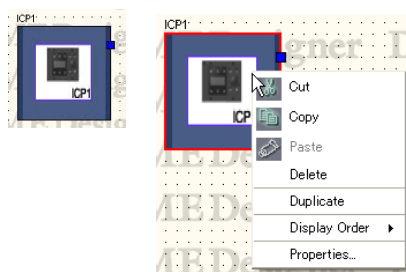 ICP1
ICP1
ICP1
ICP
Cut
Copy
Paste
Delete
Duplicate
Display Order
Properties...